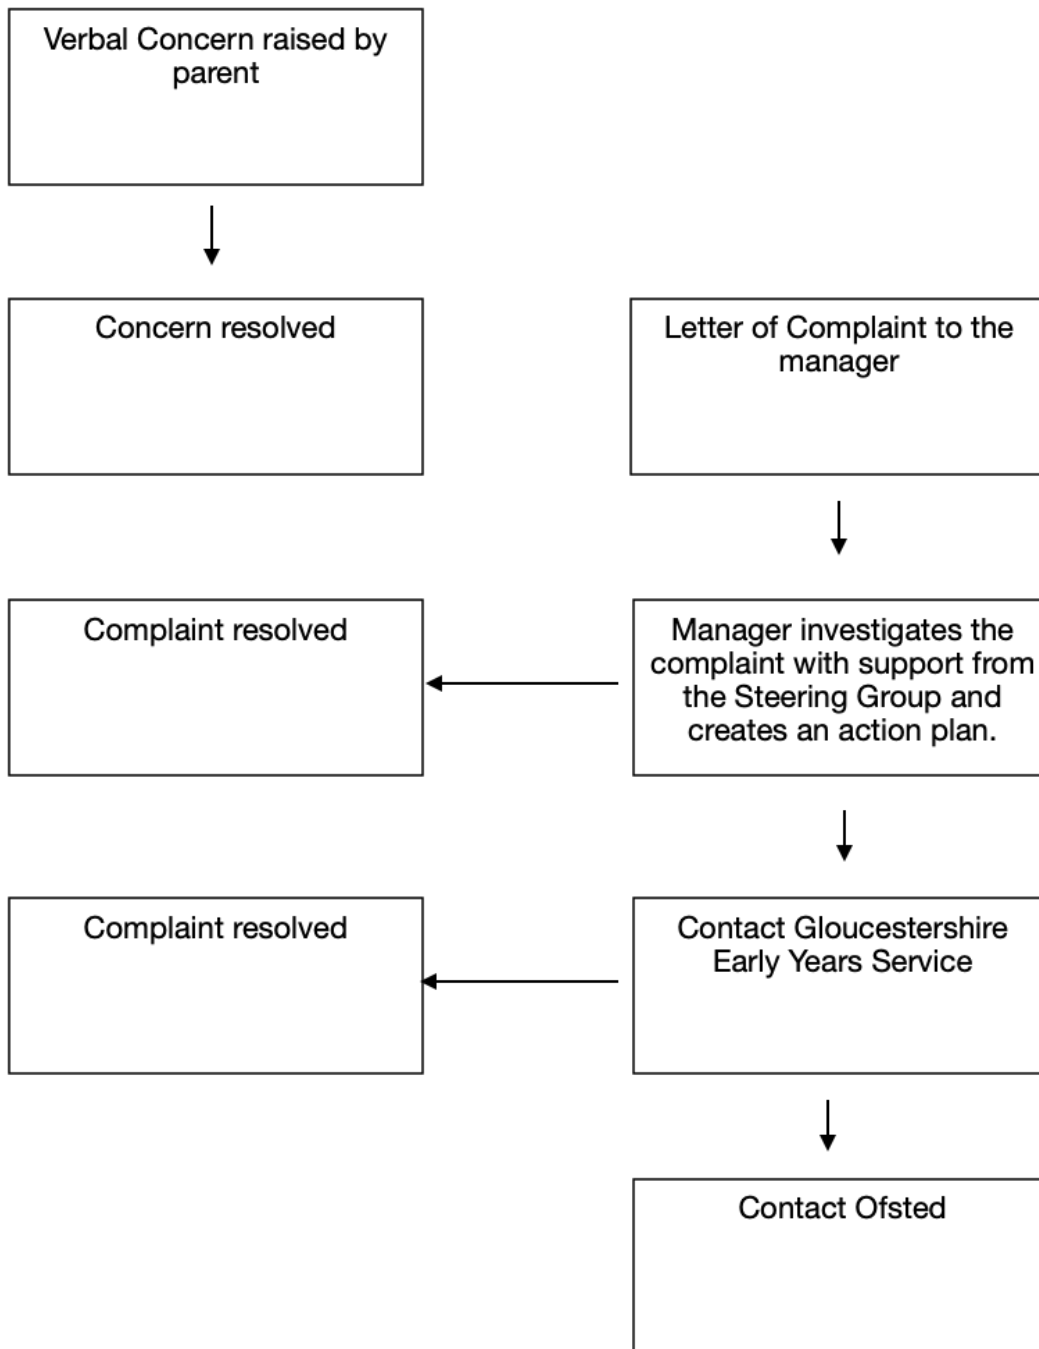 Verbal Concern raised by
parent
Concern resolved
Letter of Complaint to the
manager
Complaint resolved
Manager investigates the
complaint with support from
the Steering Group and
creates an action plan.
Complaint resolved
Contact Gloucestershire
Early Years Service
Contact Ofsted